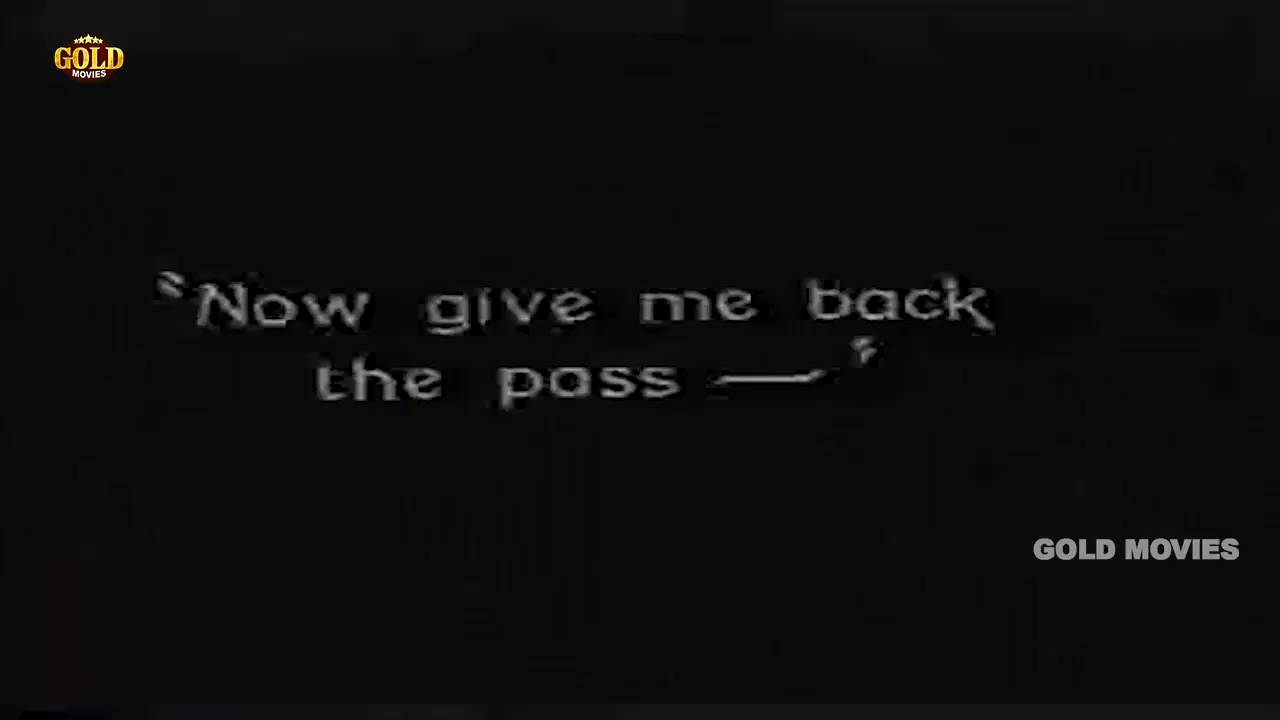 GOLD
MOVIES
‘Now give me back
the pass —’
GOLD MOVIES